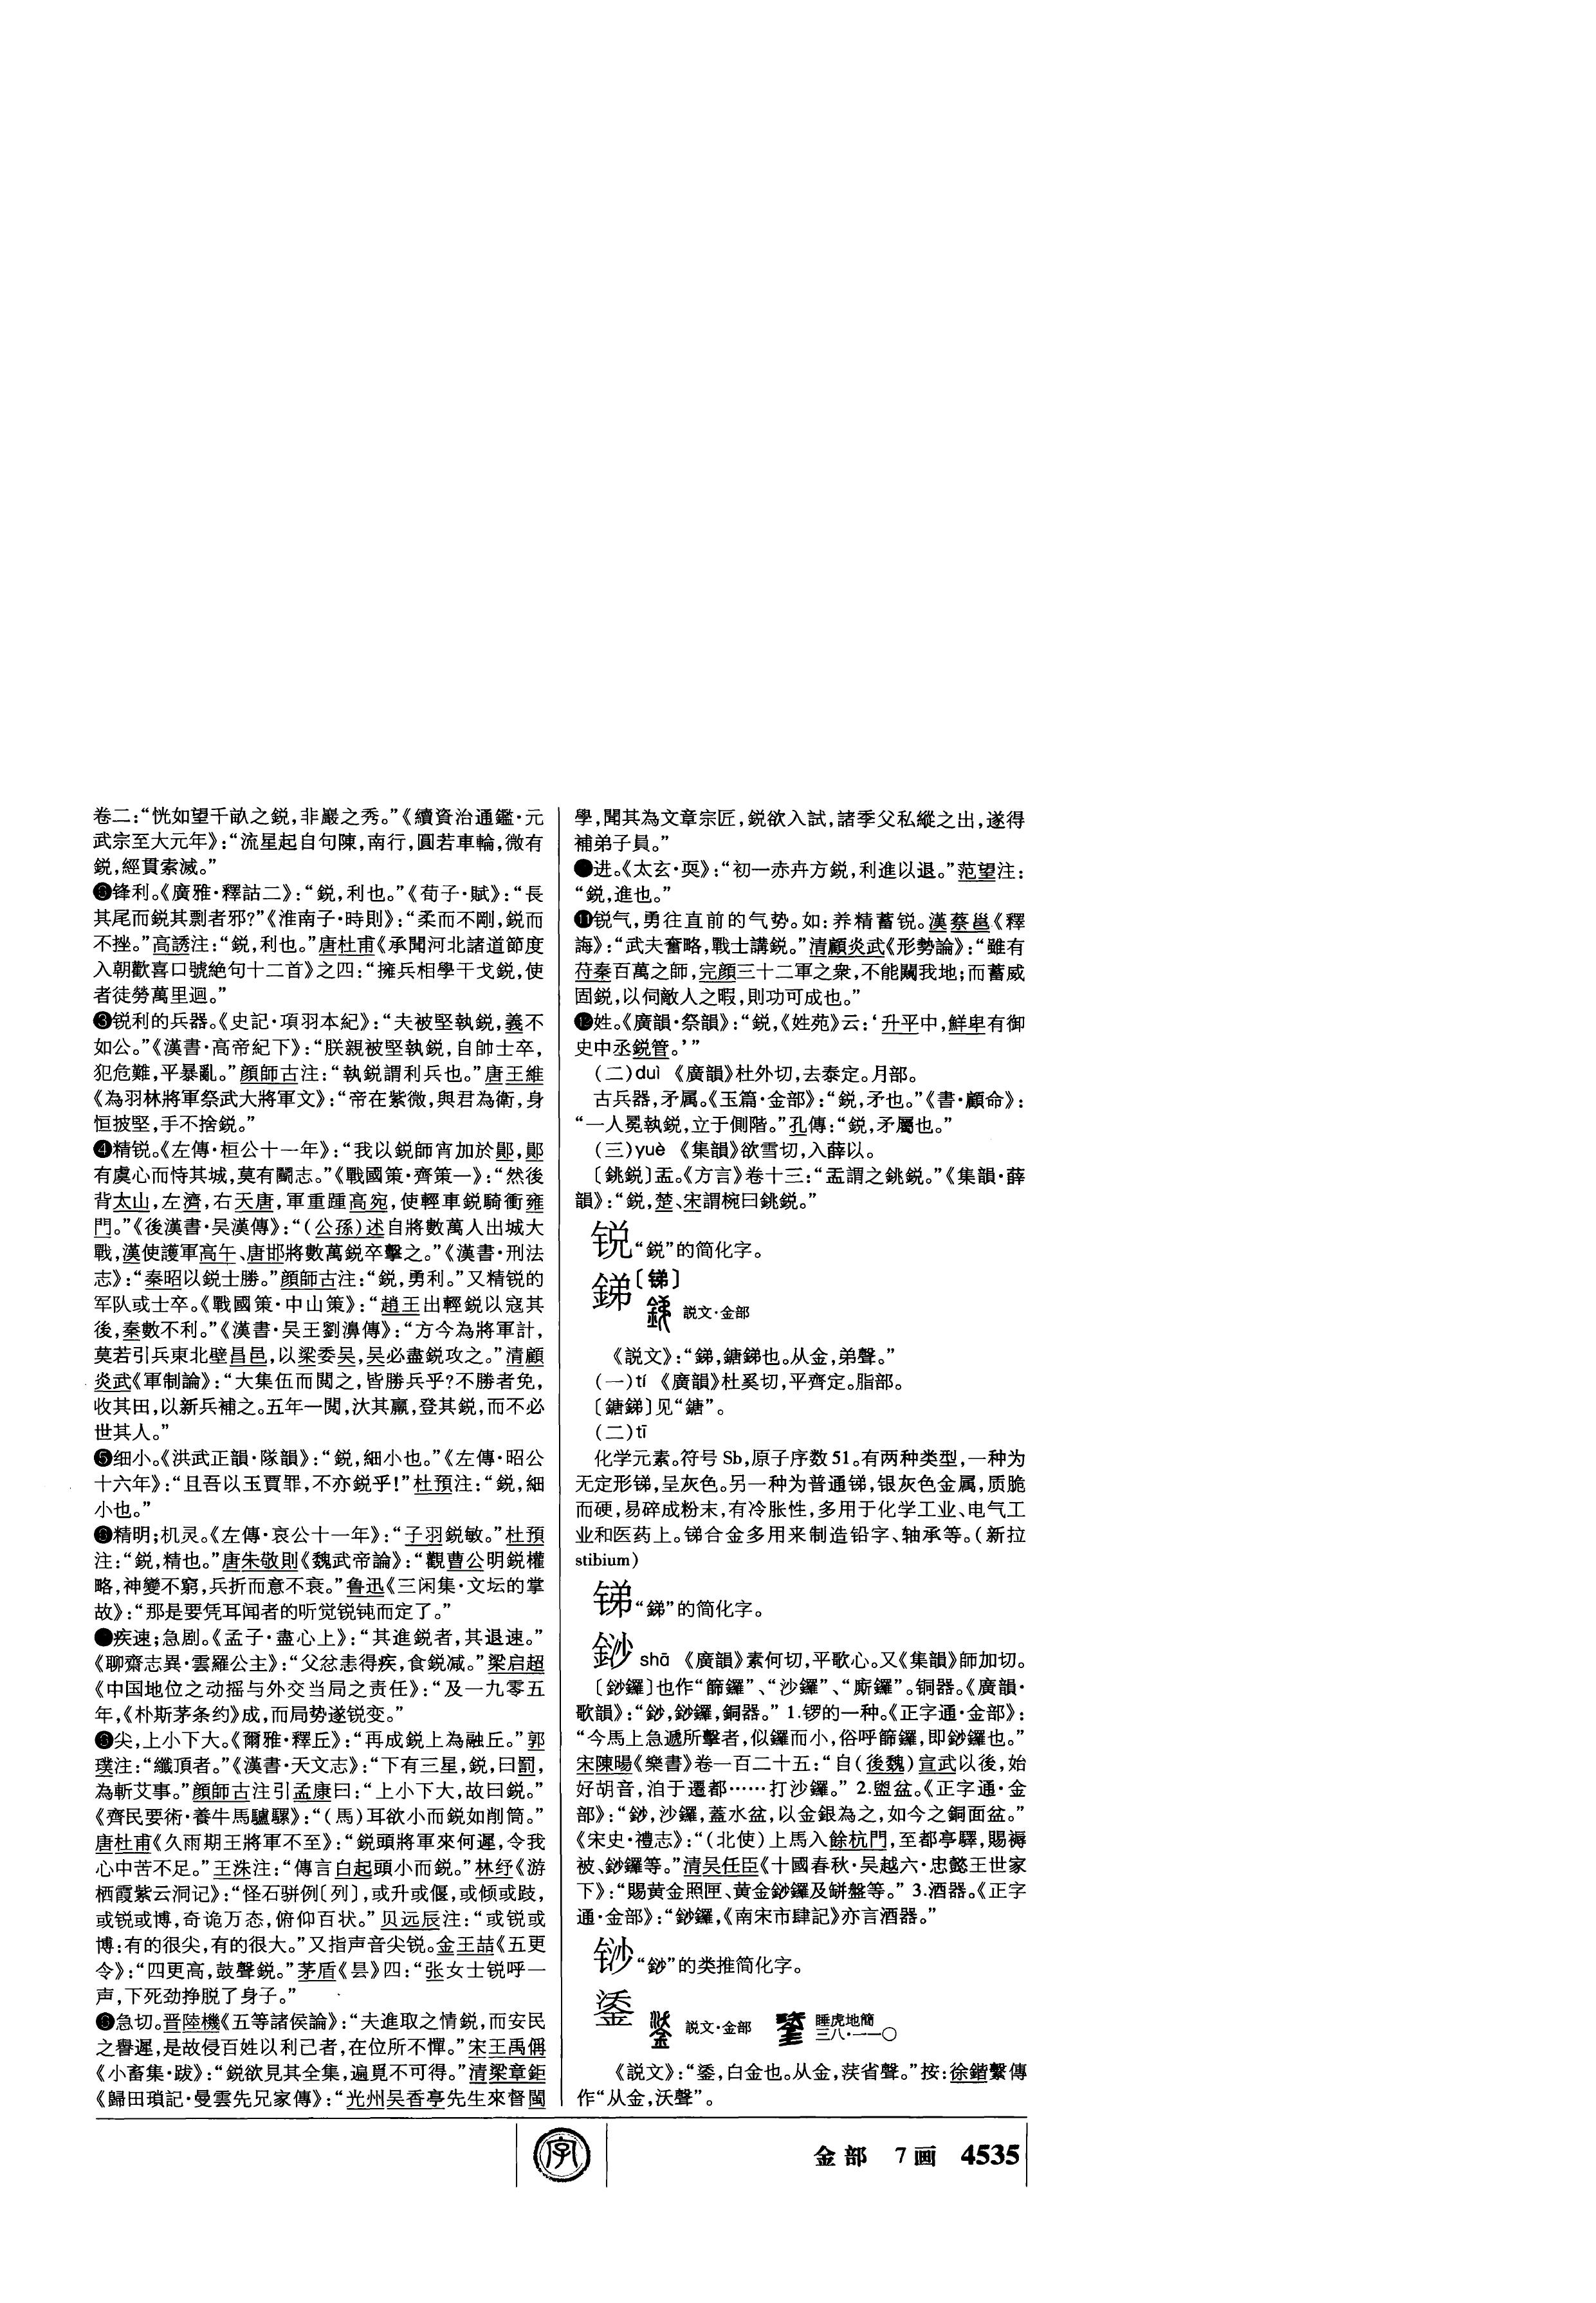 卷二：“恍如望千畝之鋭，非巖之秀。”《續資治通鑑·元
武宗至大元年》：“流星起自句陳，南行，圓若車輪，微有
鋭，經貫索滅。”
锋利。《廣雅·釋詁二》：“鋭，利也。”《荀子·賦》：“長
其尾而鋭其剽者邪？”《淮南子·時則》：“柔而不剛，鋭而
不挫。”高誘注：“鋭，利也。”唐杜甫《承聞河北諸道節度
入朝歡喜口號絶句十二首》之四：“擁兵相學干戈鋭，使
者徒勞萬里迴。”
❸锐利的兵器。《史記·項羽本紀》：“夫被堅執鋭，義不
如公。”《漢書·高帝紀下》：“朕親被堅執鋭，自帥士卒，
犯危難，平暴亂。”顔師古注：“執鋭謂利兵也。”唐王維
《為羽林將軍祭武大將軍文》：“帝在紫微，與君為衛，身
恒披堅，手不捨鋭。”
❹精锐。《左傳·桓公十一年》：“我以鋭師宵加於鄖，鄖
有虞心而恃其城，莫有鬭志。”《戰國策·齊策一》：“然後
背太山，左濟，右天唐，軍重踵高宛，使輕車鋭騎衝雍
門。”《後漢書·吴漢傳》：“（公孫）述自將數萬人出城大
戰，漢使護軍高午、唐邯將數萬鋭卒擊之。”《漢書·刑法
志》：“秦昭以鋭士勝。”顔師古注：“鋭，勇利。”又精锐的
军队或士卒。《戰國策·中山策》：“趙王出輕鋭以寇其
後，秦數不利。”《漢書·吴王劉濞傳》：“方今為將軍計，
莫若引兵東北壁昌邑，以梁委吴，吴必盡鋭攻之。”清顧
炎武《軍制論》：“大集伍而閲之，皆勝兵乎？不勝者免，
收其田，以新兵補之。五年一閲，汰其羸，登其鋭，而不必
世其人。”
❺细小。《洪武正韻·隊韻》：“鋭，細小也。”《左傳·昭公
十六年》：“且吾以玉賈罪，不亦鋭乎！”杜預注：“鋭，細
小也。”
精明；机灵。《左傳·哀公十一年》：“子羽鋭敏。”杜預
注：“鋭，精也。”唐朱敬則《魏武帝論》：“觀曹公明鋭權
略，神變不窮，兵折而意不衰。”鲁迅《三闲集·文坛的掌
故》：“那是要凭耳闻者的听觉锐钝而定了。”
疾速；急剧。《孟子·盡心上》：“其進鋭者，其退速。”
《聊齋志異·雲羅公主》：“父忿恚得疾，食鋭减。”梁启超
《中国地位之动摇与外交当局之责任》：“及一九零五
年，《朴斯茅条约》成，而局势遂锐变。”
尖，上小下大。《爾雅·釋丘》：“再成鋭上為融丘。”郭
璞注：“纖頂者。”《漢書·天文志》：“下有三星，鋭，曰罰，
為斬艾事。”顔師古注引孟康曰：“上小下大，故曰鋭。”
《齊民要術·養牛馬驢騾》：“（馬）耳欲小而鋭如削筒。”
唐杜甫《久雨期王將軍不至》：“鋭頭將軍來何遲，令我
心中苦不足。”王洙注：“傳言白起頭小而鋭。”林纾《游
栖霞紫云洞记》：“怪石骈例〔列〕，或升或偃，或倾或跂，
或锐或博，奇诡万态，俯仰百状。”贝远辰注：“或锐或
博：有的很尖，有的很大。”又指声音尖锐。金王喆《五更
令》：“四更高，鼓聲鋭。”茅盾《昙》四：“张女士锐呼一
声，下死劲挣脱了身子。”
急切。晋陸機《五等諸侯論》：“夫進取之情鋭，而安民
之譽遲，是故侵百姓以利己者，在位所不憚。”宋王禹偁
《小畜集·跋》：“鋭欲見其全集，遍覓不可得。”清梁章鉅
《歸田瑣記·曼雲先兄家傳》：“光州吴香亭先生來督閩
學，聞其為文章宗匠，鋭欲入試，諸季父私縱之出，遂得
補弟子員。”
进。《太玄·耎》：“初一赤卉方鋭，利進以退。”范望注：
“鋭，進也。”
⓫锐气，勇往直前的气势。如：养精蓄锐。漢蔡邕《釋
誨》：“武夫奮略，戰士講鋭。”清顧炎武《形勢論》：“雖有
苻秦百萬之師，完顔三十二軍之衆，不能闚我地；而蓄威
固鋭，以伺敵人之暇，則功可成也。”
⓬姓。《廣韻·祭韻》：“鋭，《姓苑》云：‘升平中，鮮卑有御
史中丞鋭管。’”
（二）duì 《廣韻》杜外切，去泰定。月部。
古兵器，矛属。《玉篇·金部》：“鋭，矛也。”《書·顧命》：
“一人冕執鋭，立于側階。”孔傳：“鋭，矛屬也。”
（三）yuè 《集韻》欲雪切，入薛以。
〔銚鋭〕盂。《方言》卷十三：“盂謂之銚鋭。”《集韻·薛
韻》：“鋭，楚、宋謂椀曰銚鋭。”
锐“鋭”的简化字。
銻〔锑〕
説文·金部
《説文》：“銻，鎕銻也。从金，弟聲。”
（一）tí 《廣韻》杜奚切，平齊定。脂部。
〔鎕銻〕见“鎕”。
（二）tī
化学元素。符号 Sb，原子序数 51。有两种类型，一种为
无定形锑，呈灰色。另一种为普通锑，银灰色金属，质脆
而硬，易碎成粉末，有冷胀性，多用于化学工业、电气工
业和医药上。锑合金多用来制造铅字、轴承等。（新拉
stibium）
锑“銻”的简化字。
鈔 shā 《廣韻》素何切，平歌心。又《集韻》師加切。
〔鈔鑼〕也作“篩鑼”、“沙鑼”、“厮鑼”。铜器。《廣韻·
歌韻》：“鈔，鈔鑼，銅器。” 1.锣的一种。《正字通·金部》：
“今馬上急遞所擊者，似鑼而小，俗呼篩鑼，即鈔鑼也。”
宋陳暘《樂書》卷一百二十五：“自（後魏）宣武以後，始
好胡音，洎于遷都……打沙鑼。” 2.盥盆。《正字通·金
部》：“鈔，沙鑼，蓋水盆，以金銀為之，如今之銅面盆。”
《宋史·禮志》：“（北使）上馬入餘杭門，至都亭驛，賜褥
被、鈔鑼等。”清吴任臣《十國春秋·吴越六·忠懿王世家
下》：“賜黄金照匣、黄金鈔鑼及缾盤等。” 3.酒器。《正字
通·金部》：“鈔鑼，《南宋市肆記》亦言酒器。”
“鈔”的类推简化字。
鋈
説文·金部 睡虎地簡
三八·一一〇
《説文》：“鋈，白金也。从金，𣵽省聲。”按：徐鍇繫傳
作“从金，沃聲”。
字
金部 7画 4535